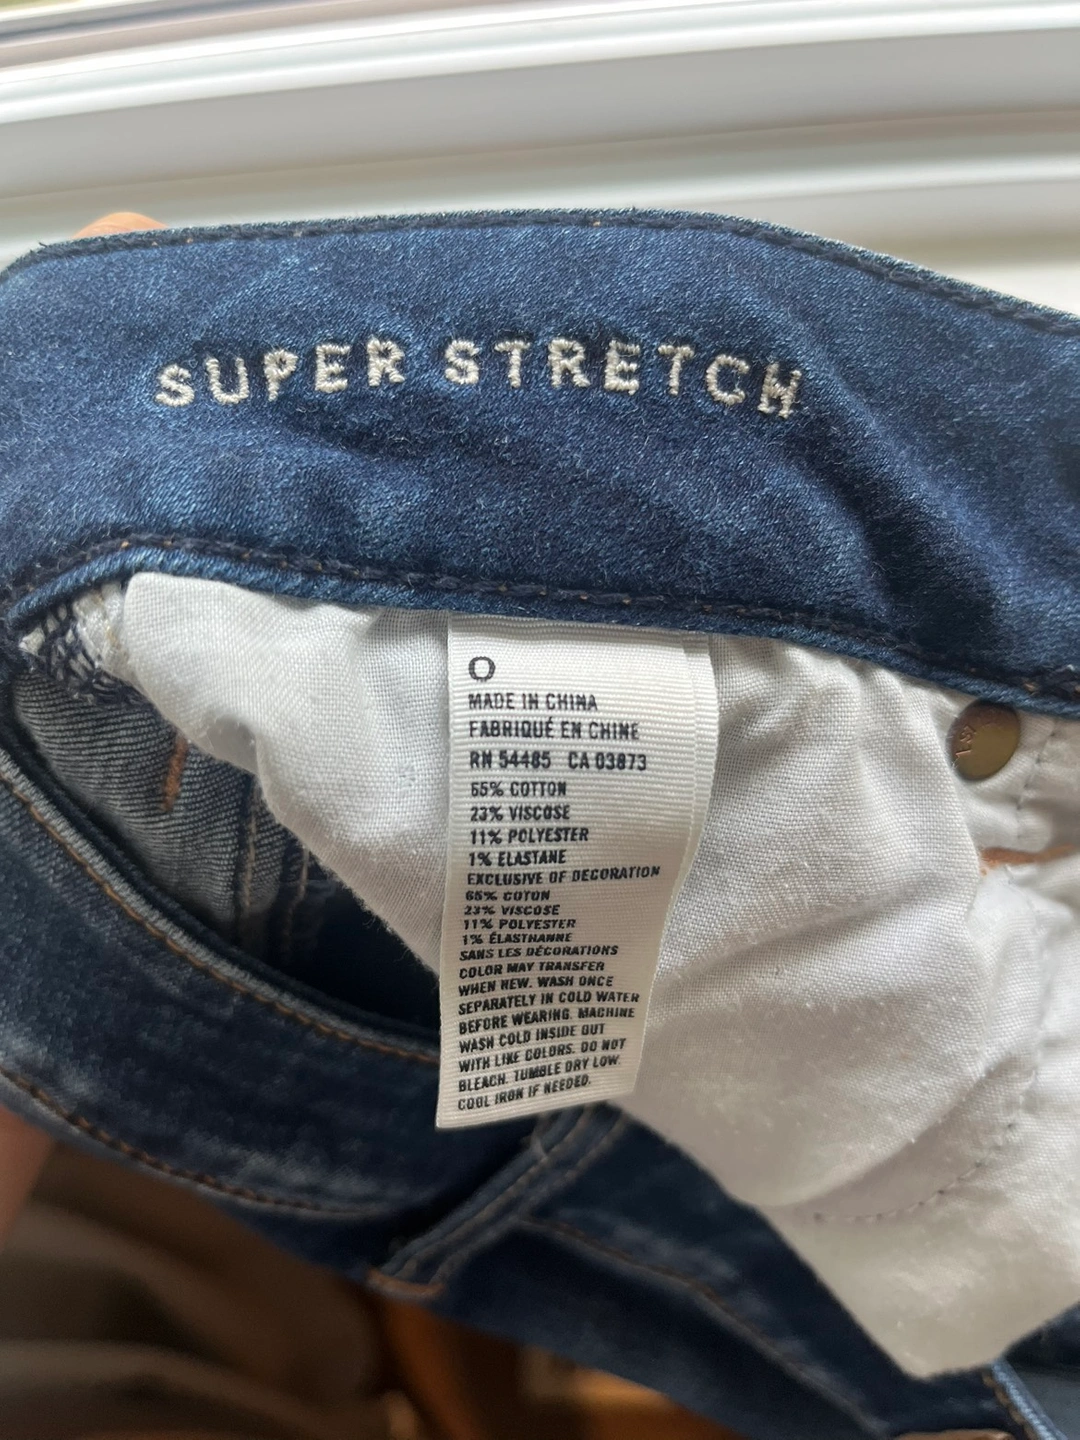 SUPER STRETCH
0
MADE IN CHINA
FABRIQUÉ EN CHINE
RN 54485 CA 03873
65% COTTON
23% VISCOSE
11% POLYESTER
1% ELASTANE
EXCLUSIVE OF DECORATION
65% COTON
23% VISCOSE
11% POLYESTER
1% ÉLASTHANNE
SANS LES DÉCORATIONS
COLOR MAY TRANSFER
WHEN NEW. WASH ONCE
SEPARATELY IN COLD WATER
BEFORE WEARING. MACHINE
WASH COLD INSIDE OUT
WITH LIKE COLORS. DO NOT
BLEACH. TUMBLE DRY LOW.
COOL IRON IF NEEDED.